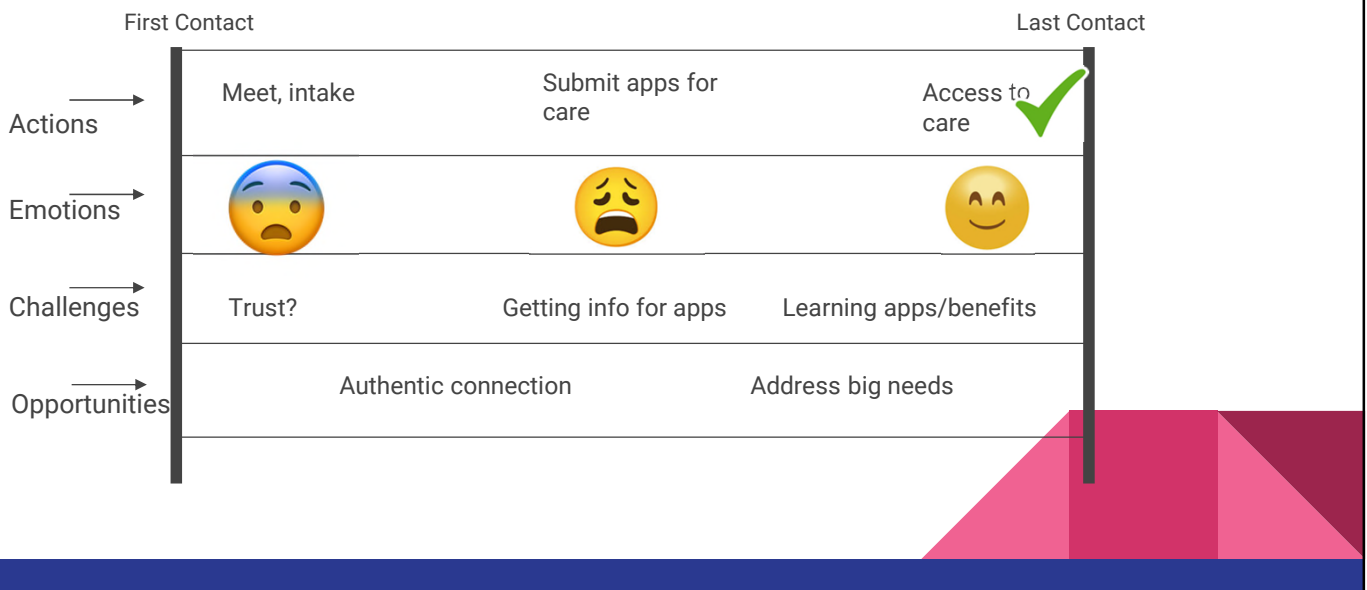 First Contact
Last Contact
Actions
Meet, intake
Submit apps for
care
Access to
care
Emotions
Challenges
Trust?
Getting info for apps
Learning apps/benefits
Opportunities
Authentic connection
Address big needs